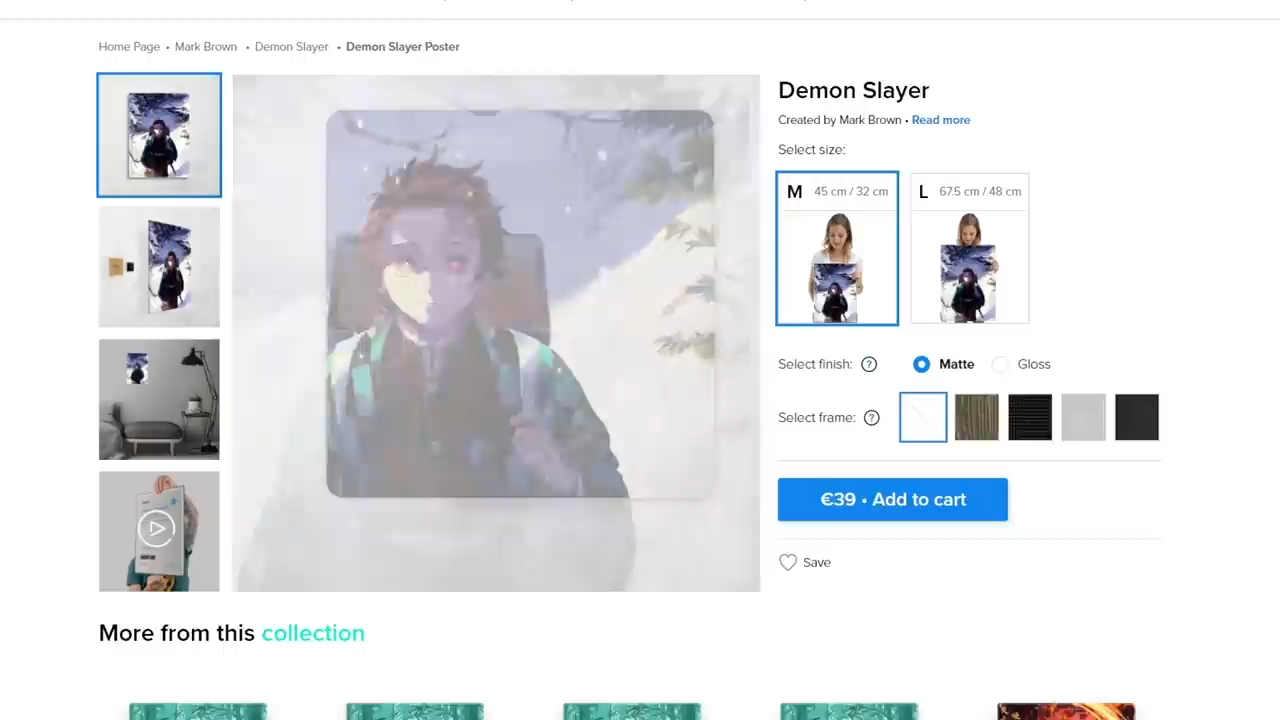 Home Page • Mark Brown • Demon Slayer • Demon Slayer Poster
Demon Slayer
Created by Mark Brown • Read more
Select size:
M 45 cm / 32 cm
L 67.5 cm / 48 cm
Select finish: ? Matte Gloss
Select frame: ?
€39 • Add to cart
Save
More from this collection